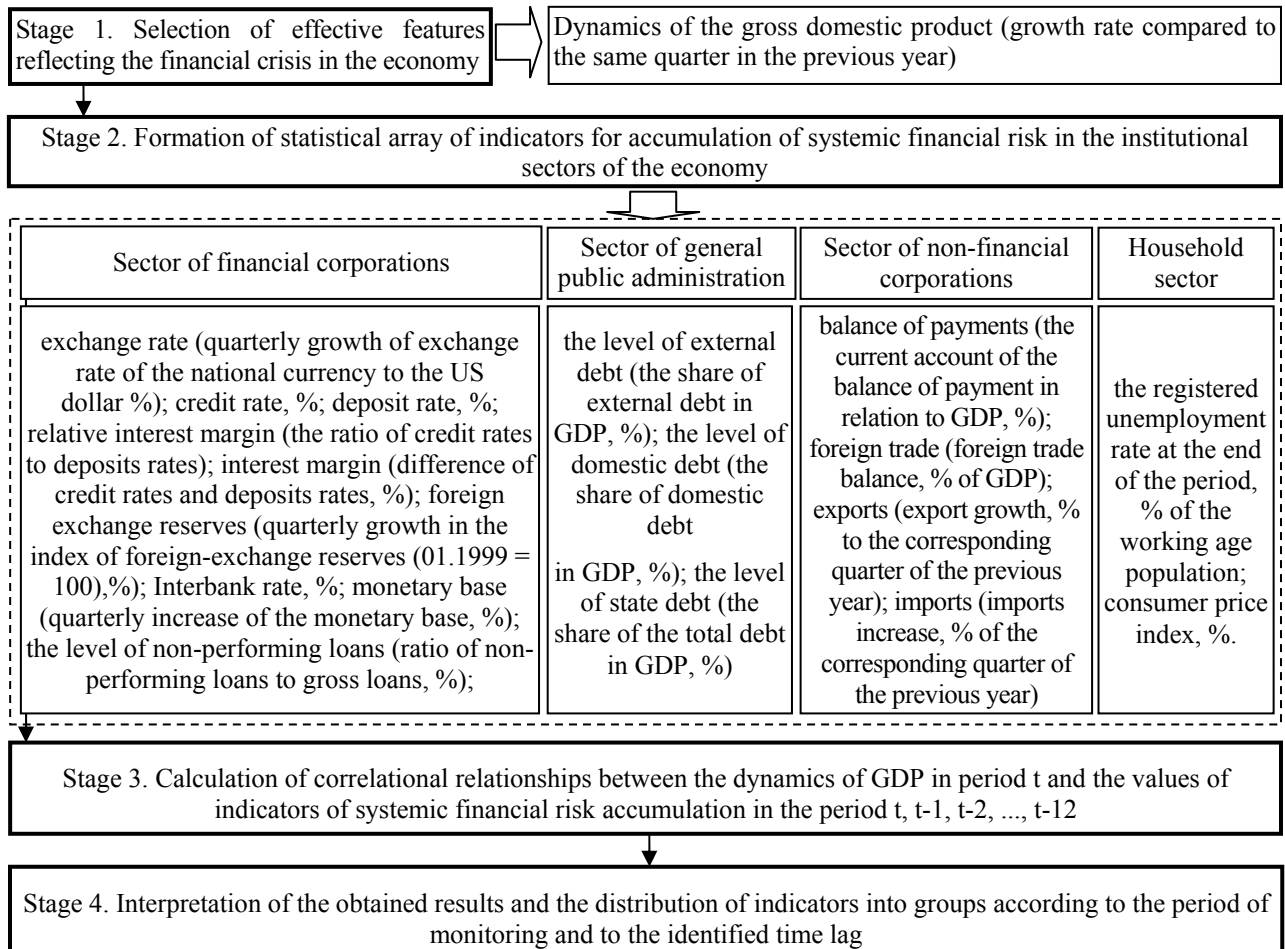 Stage 1. Selection of effective features
reflecting the financial crisis in the economy
Dynamics of the gross domestic product (growth rate compared to
the same quarter in the previous year)
Stage 2. Formation of statistical array of indicators for accumulation of systemic financial risk in the institutional
sectors of the economy
Sector of financial corporations
Sector of general
public administration
Sector of non-financial
corporations
Household
sector
exchange rate (quarterly growth of exchange
rate of the national currency to the US
dollar %); credit rate, %; deposit rate, %;
relative interest margin (the ratio of credit rates
to deposits rates); interest margin (difference of
credit rates and deposits rates, %); foreign
exchange reserves (quarterly growth in the
index of foreign-exchange reserves (01.1999 =
100),%); Interbank rate, %; monetary base
(quarterly increase of the monetary base, %);
the level of non-performing loans (ratio of non-
performing loans to gross loans, %);
the level of external
debt (the share of
external debt in
GDP, %); the level of
domestic debt (the
share of domestic
debt
in GDP, %); the level
of state debt (the
share of the total debt
in GDP, %)
balance of payments (the
current account of the
balance of payment in
relation to GDP, %);
foreign trade (foreign trade
balance, % of GDP);
exports (export growth, %
to the corresponding
quarter of the previous
year); imports (imports
increase, % of the
corresponding quarter of
the previous year)
the registered
unemployment
rate at the end
of the period,
% of the
working age
population;
consumer price
index, %.
Stage 3. Calculation of correlational relationships between the dynamics of GDP in period t and the values of
indicators of systemic financial risk accumulation in the period t, t-1, t-2, ..., t-12
Stage 4. Interpretation of the obtained results and the distribution of indicators into groups according to the period of
monitoring and to the identified time lag